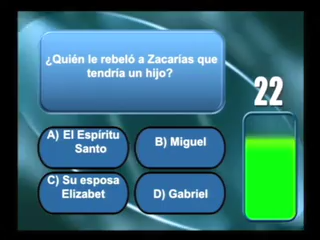 ¿Quién le rebeló a Zacarías que
tendría un hijo?
22
A) El Espíritu
Santo
B) Miguel
C) Su esposa
Elizabet
D) Gabriel